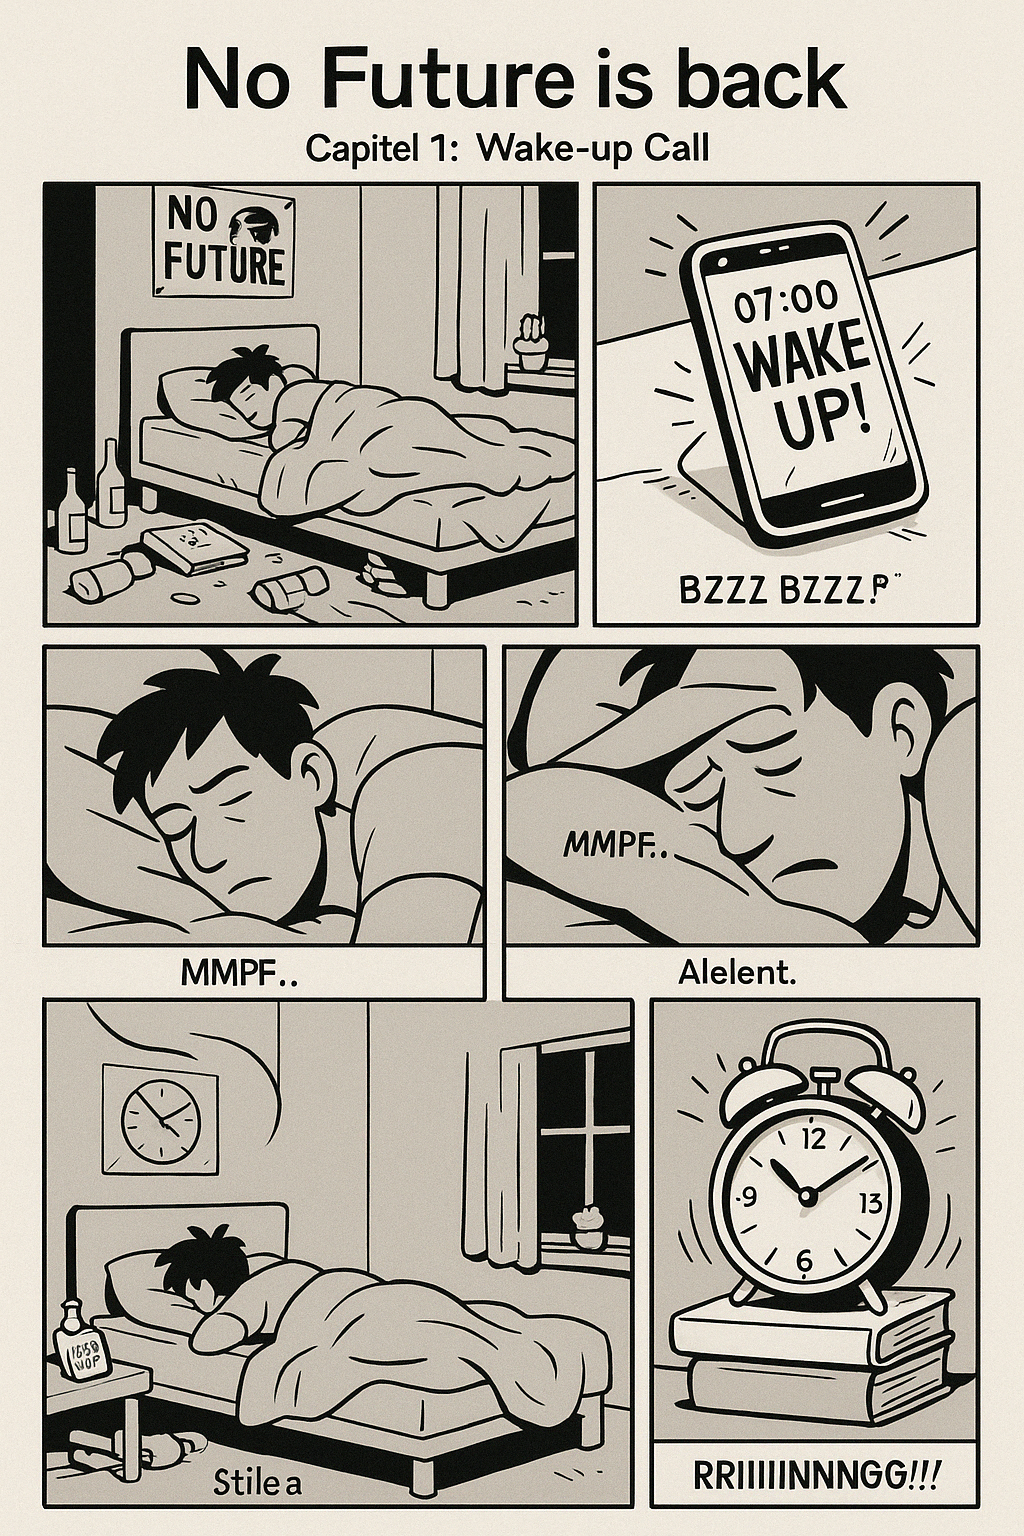 No Future is back
Capitel 1: Wake-up Call
NO
FUTURE
07:00
WAKE
UP!
BZZZ BZZZ!
MMPF..
MMPF..
Alelent.
12
9
13
6
Stile a
RRIIIIINNNGG!!!